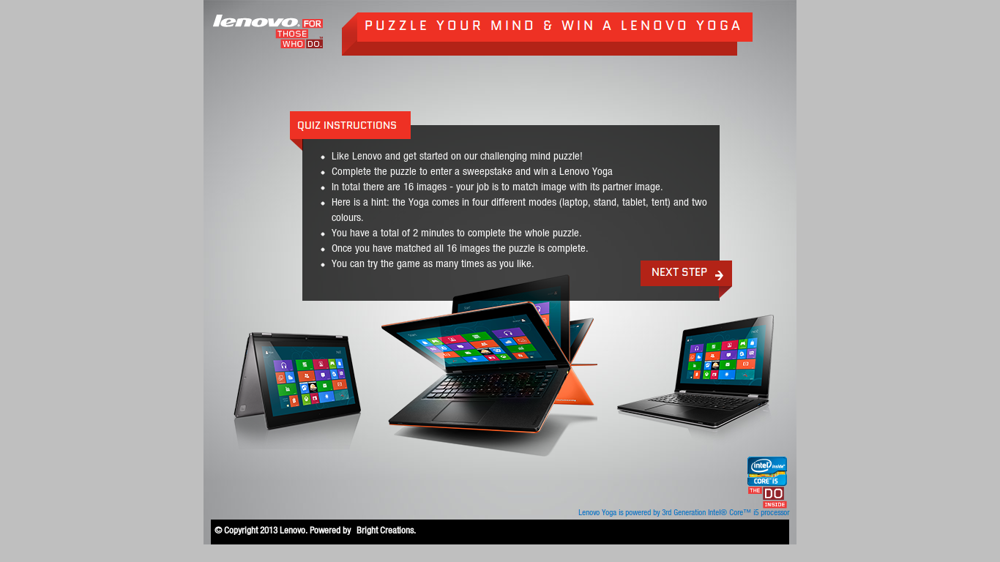 lenovo. FOR
THOSE
WHO DO.™
PUZZLE YOUR MIND & WIN A LENOVO YOGA
QUIZ INSTRUCTIONS
Like Lenovo and get started on our challenging mind puzzle!
Complete the puzzle to enter a sweepstake and win a Lenovo Yoga
In total there are 16 images - your job is to match image with its partner image.
Here is a hint: the Yoga comes in four different modes (laptop, stand, tablet, tent) and two
colours.
You have a total of 2 minutes to complete the whole puzzle.
Once you have matched all 16 images the puzzle is complete.
You can try the game as many times as you like.
NEXT STEP
Start
intel inside™
CORE™ i5
THE DO
INSIDE
Lenovo Yoga is powered by 3rd Generation Intel® Core™ i5 processor
© Copyright 2013 Lenovo. Powered by Bright Creations.